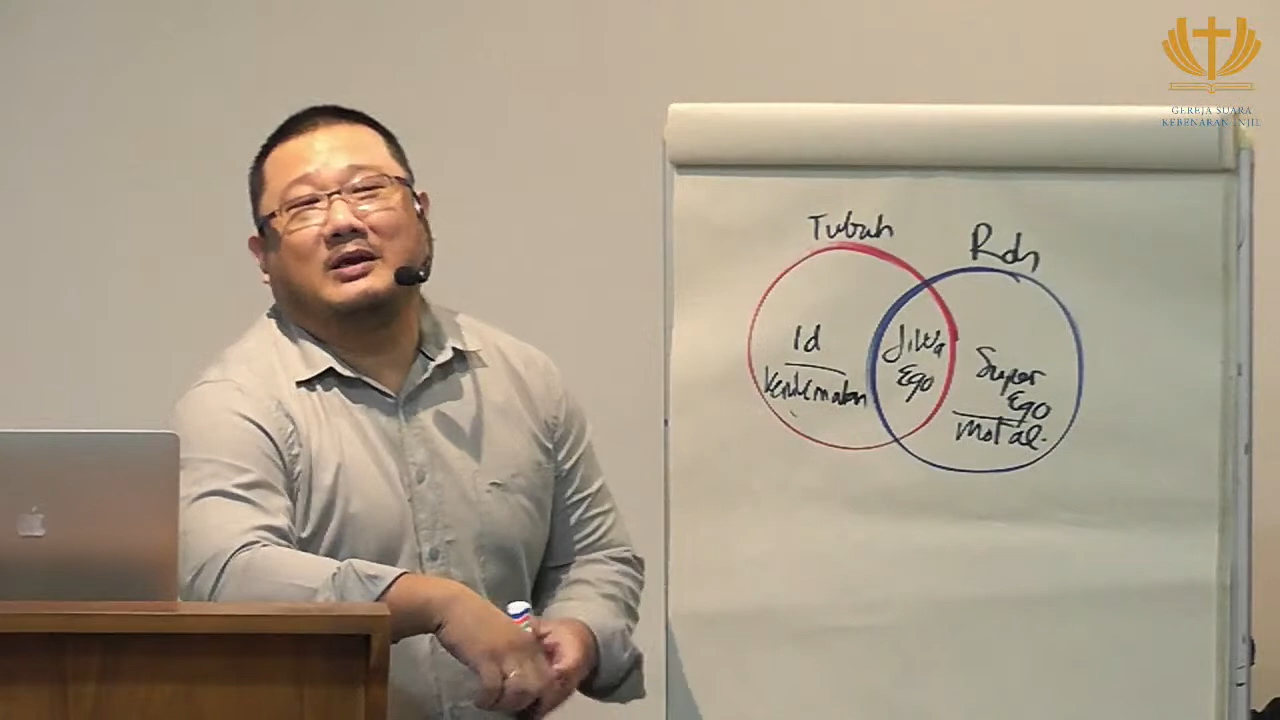 GEREJA SUARA
KEBENARAN INJIL
Tubuh
Roh
Id
Jiwa
Ego
Kenikmatan
Super
Ego
Moral.